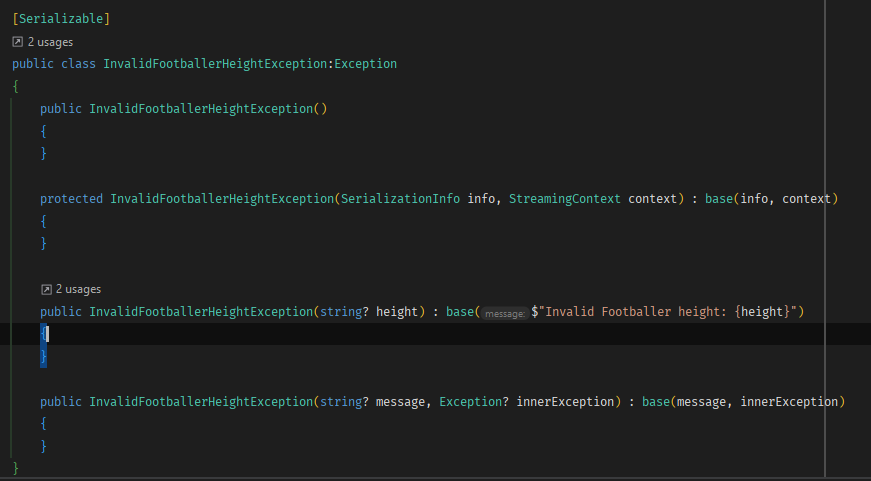 [Serializable]
2 usages
public class InvalidFootballerHeightException:Exception
{
public InvalidFootballerHeightException()
{
}
protected InvalidFootballerHeightException(SerializationInfo info, StreamingContext context) : base(info, context)
{
}
2 usages
public InvalidFootballerHeightException(string? height) : base(message: $"Invalid Footballer height: {height}")
{
}
public InvalidFootballerHeightException(string? message, Exception? innerException) : base(message, innerException)
{
}
}